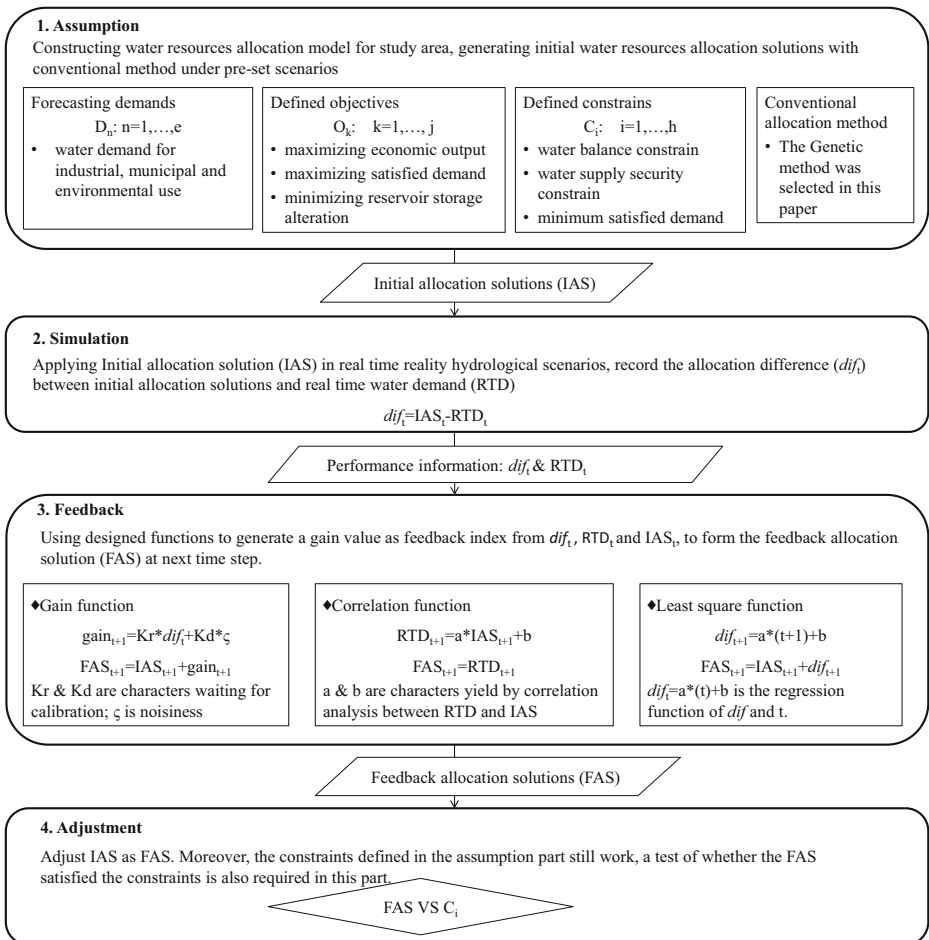 1. Assumption
Constructing water resources allocation model for study area, generating initial water resources allocation solutions with
conventional method under pre-set scenarios
Forecasting demands
Dₙ: n=1,…,e
• water demand for
industrial, municipal and
environmental use
Defined objectives
Oₖ: k=1,…, j
• maximizing economic output
• maximizing satisfied demand
• minimizing reservoir storage
alteration
Defined constrains
Cᵢ: i=1,…,h
• water balance constrain
• water supply security
constrain
• minimum satisfied demand
Conventional
allocation method
• The Genetic
method was
selected in this
paper
Initial allocation solutions (IAS)
2. Simulation
Applying Initial allocation solution (IAS) in real time reality hydrological scenarios, record the allocation difference (difₜ)
between initial allocation solutions and real time water demand (RTD)
difₜ=IASₜ-RTDₜ
Performance information: difₜ & RTDₜ
3. Feedback
Using designed functions to generate a gain value as feedback index from difₜ, RTDₜ and IASₜ, to form the feedback allocation
solution (FAS) at next time step.
♦Gain function
gainₜ₊₁=Kr*difₜ+Kd*ς
FASₜ₊₁=IASₜ₊₁+gainₜ₊₁
Kr & Kd are characters waiting for
calibration; ς is noisiness
♦Correlation function
RTDₜ₊₁=a*IASₜ₊₁+b
FASₜ₊₁=RTDₜ₊₁
a & b are characters yield by correlation
analysis between RTD and IAS
♦Least square function
difₜ₊₁=a*(t+1)+b
FASₜ₊₁=IASₜ₊₁+difₜ₊₁
difₜ=a*(t)+b is the regression
function of dif and t.
Feedback allocation solutions (FAS)
4. Adjustment
Adjust IAS as FAS. Moreover, the constraints defined in the assumption part still work, a test of whether the FAS
satisfied the constraints is also required in this part.
FAS VS Cᵢ